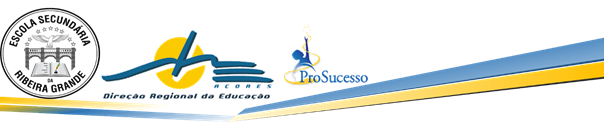 ESCOLA SECUNDÁRIA
DA
RIBEIRA GRANDE
AÇORES
Direção Regional da Educação
ProSucesso